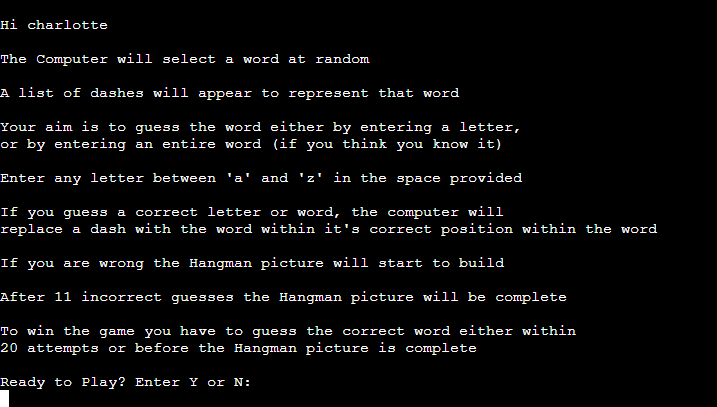 Hi charlotte
The Computer will select a word at random
A list of dashes will appear to represent that word
Your aim is to guess the word either by entering a letter,
or by entering an entire word (if you think you know it)
Enter any letter between 'a' and 'z' in the space provided
If you guess a correct letter or word, the computer will
replace a dash with the word within it's correct position within the word
If you are wrong the Hangman picture will start to build
After 11 incorrect guesses the Hangman picture will be complete
To win the game you have to guess the correct word either within
20 attempts or before the Hangman picture is complete
Ready to Play? Enter Y or N: